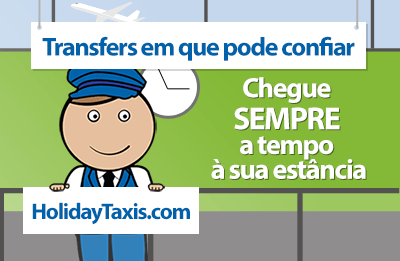 Transfers em que pode confiar
Chegue
SEMPRE
a tempo
à sua estância
HolidayTaxis.com